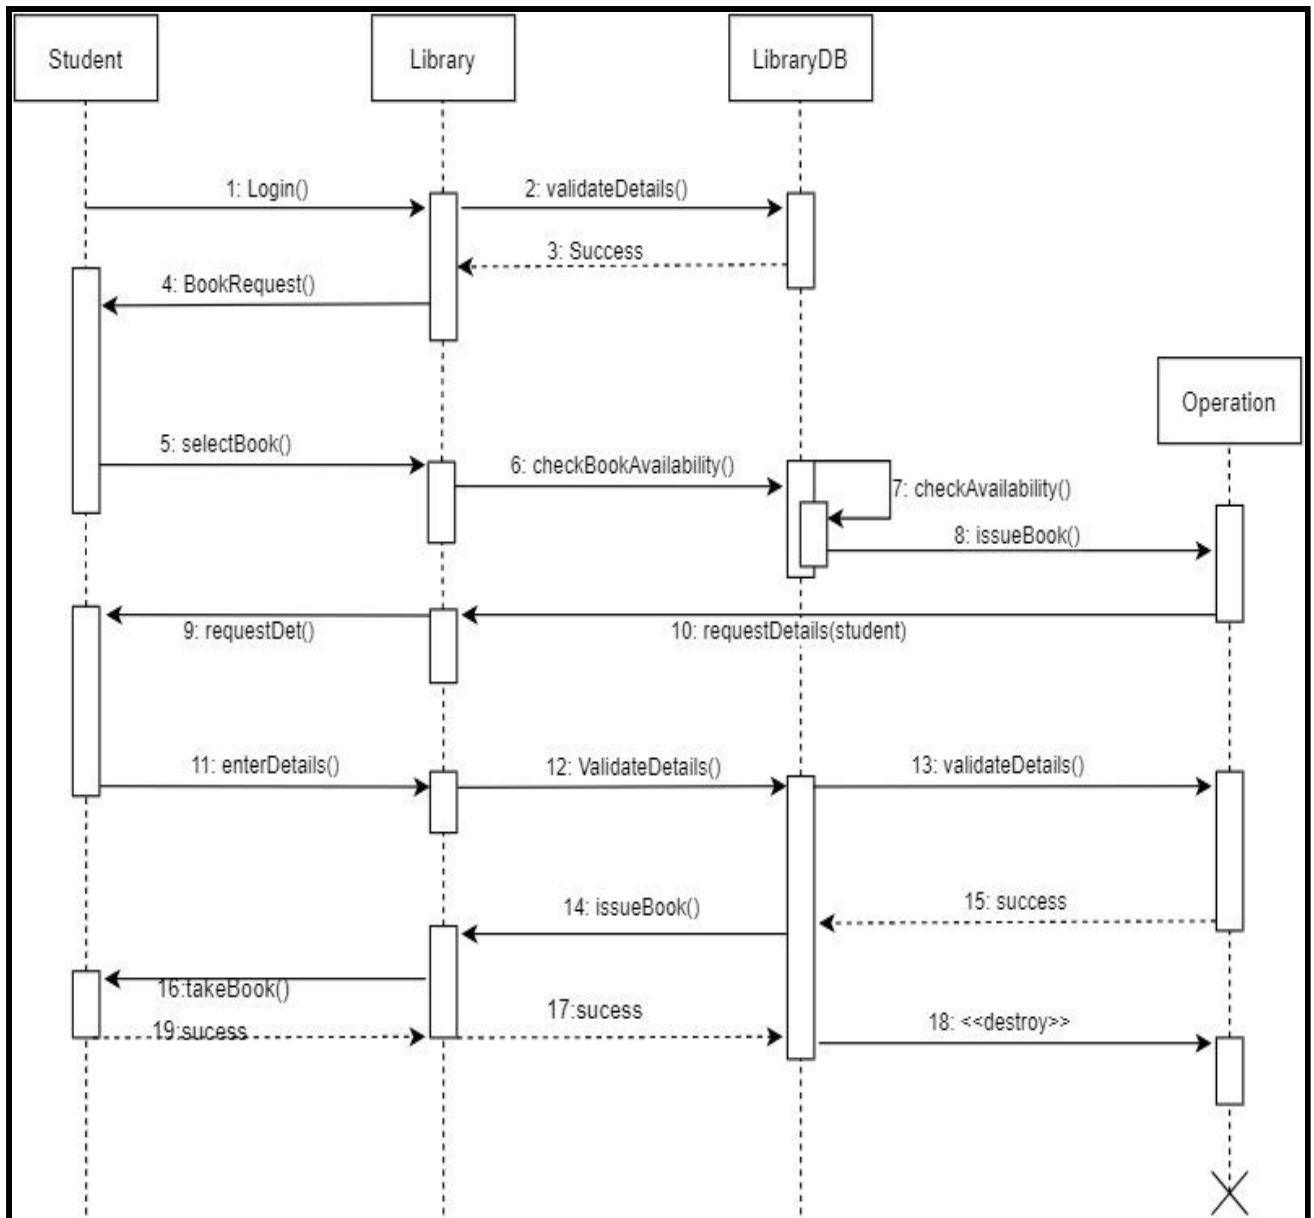 Student
Library
LibraryDB
1: Login()
2: validateDetails()
3: Success
4: BookRequest()
Operation
5: selectBook()
6: checkBookAvailability()
7: checkAvailability()
8: issueBook()
9: requestDet()
10: requestDetails(student)
11: enterDetails()
12: ValidateDetails()
13: validateDetails()
14: issueBook()
15: success
16:takeBook()
17:sucess
18: <<destroy>>
19:sucess